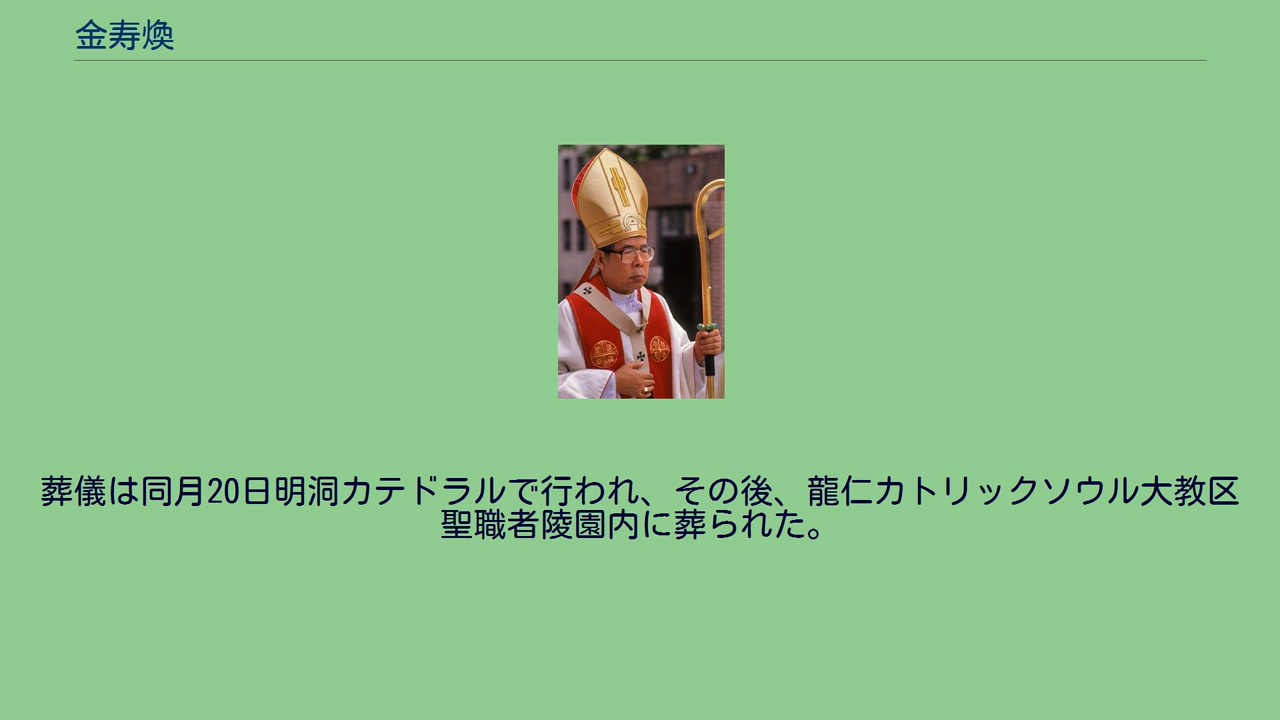 金寿煥
葬儀は同月20日明洞カテドラルで行われ、その後、龍仁カトリックソウル大教区
聖職者陵園内に葬られた。